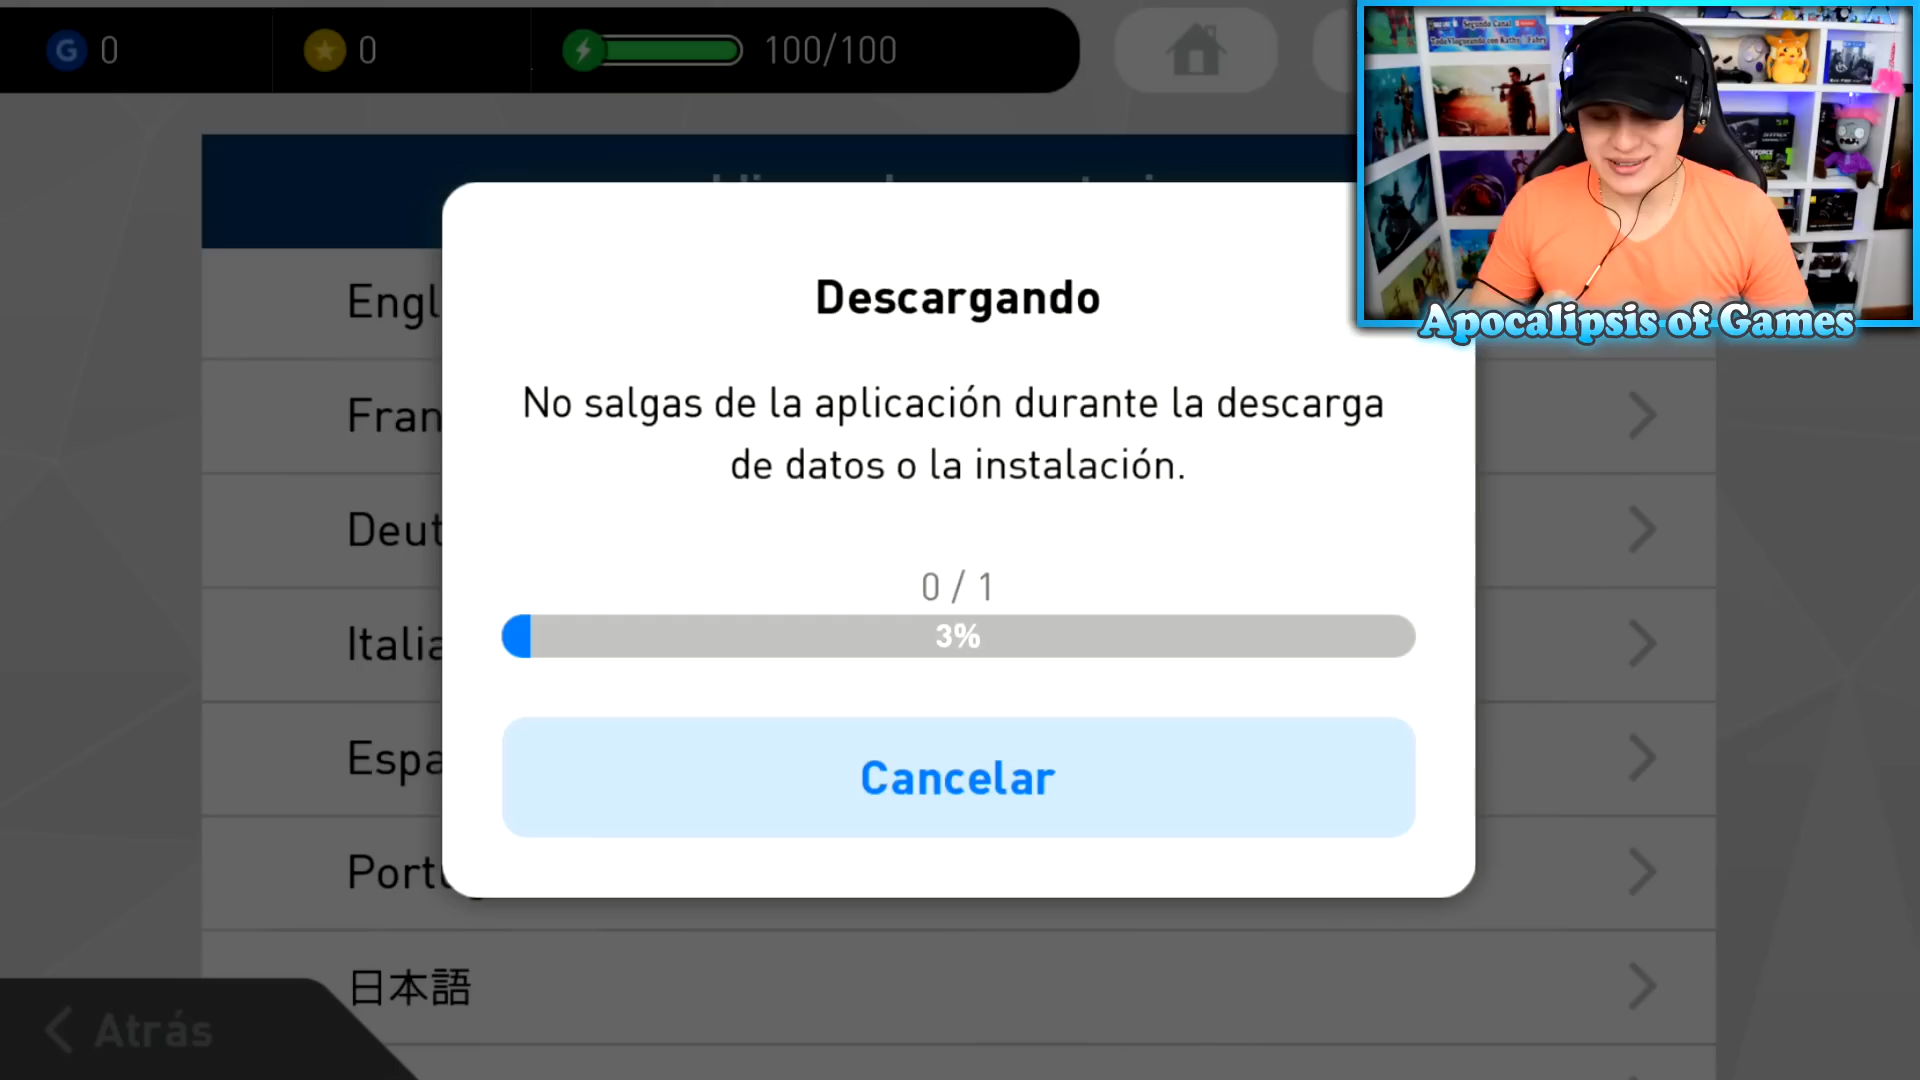 G 0
0
100/100
Descargando
No salgas de la aplicación durante la descarga
de datos o la instalación.
0 / 1
3%
Cancelar
Engl
Fran
Deut
Italia
Espa
Port
日本語
Atrás
Apocalipsis of Games